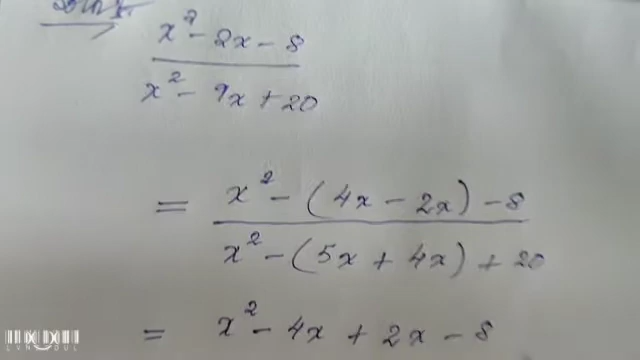 x² - 2x - 8
x² - 9x + 20
= x² - (4x - 2x) - 8
x² - (5x + 4x) + 20
= x² - 4x + 2x - 8